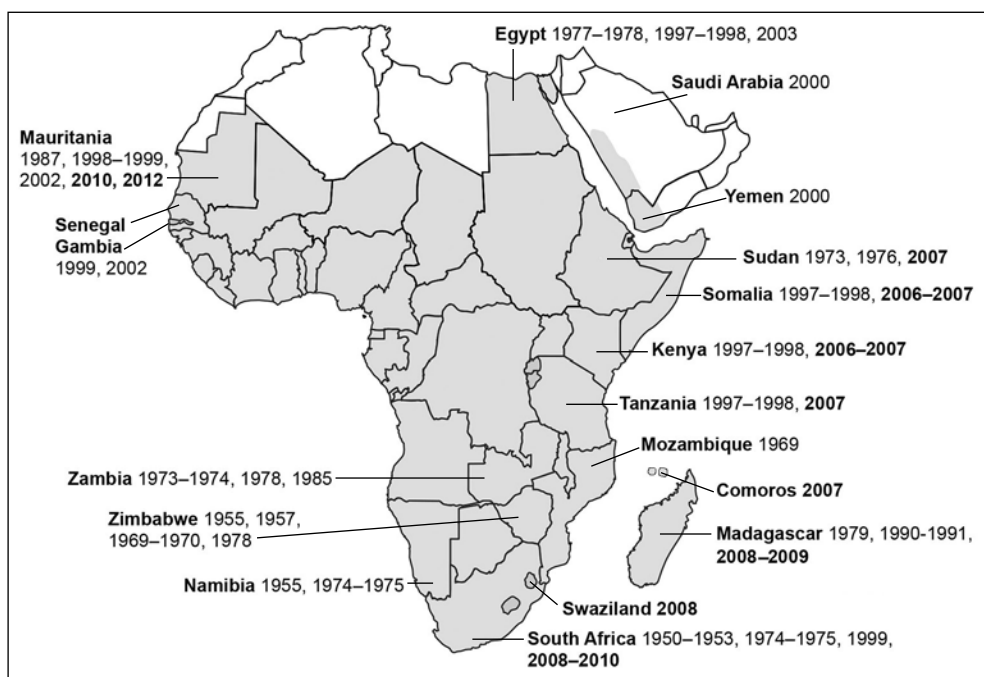 Egypt 1977–1978, 1997–1998, 2003
Saudi Arabia 2000
Mauritania
1987, 1998–1999,
2002, 2010, 2012
Yemen 2000
Senegal
Gambia
1999, 2002
Sudan 1973, 1976, 2007
Somalia 1997–1998, 2006–2007
Kenya 1997–1998, 2006–2007
Tanzania 1997–1998, 2007
Mozambique 1969
Zambia 1973–1974, 1978, 1985
Comoros 2007
Zimbabwe 1955, 1957,
1969–1970, 1978
Madagascar 1979, 1990-1991,
2008–2009
Namibia 1955, 1974–1975
Swaziland 2008
South Africa 1950–1953, 1974–1975, 1999,
2008–2010